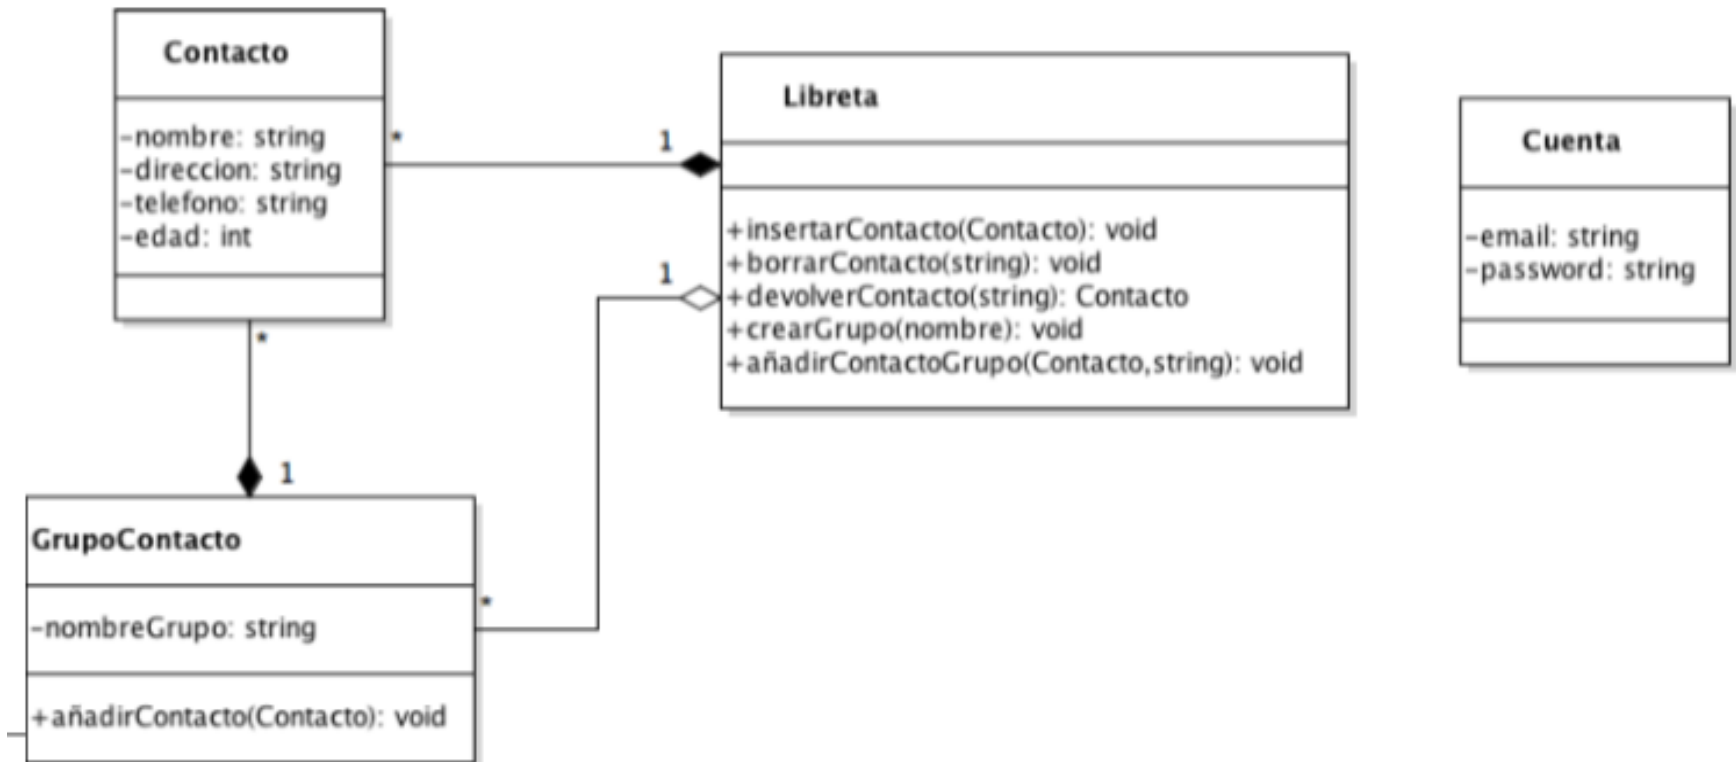 Contacto
-nombre: string
-direccion: string
-telefono: string
-edad: int
*
1
Libreta
+insertarContacto(Contacto): void
+borrarContacto(string): void
+devolverContacto(string): Contacto
+crearGrupo(nombre): void
+añadirContactoGrupo(Contacto,string): void
1
Cuenta
-email: string
-password: string
*
1
GrupoContacto
-nombreGrupo: string
+añadirContacto(Contacto): void
*